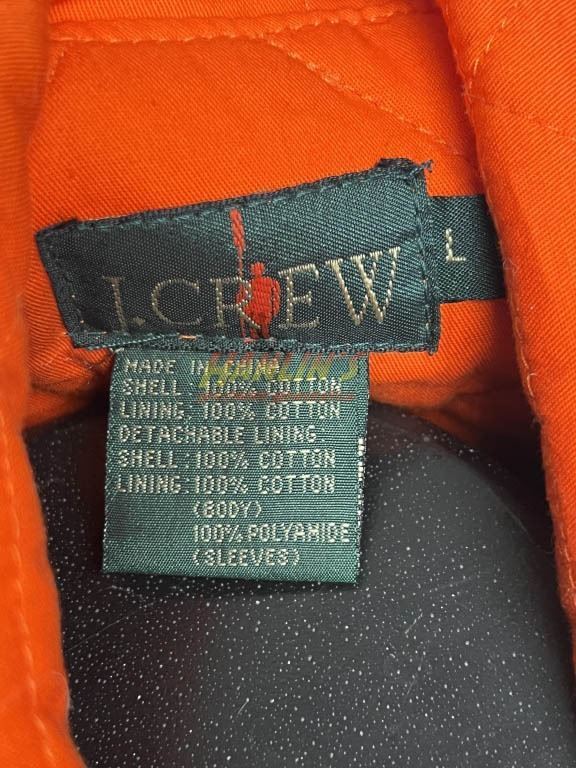 J.CREW
L
MADE IN CHINA
SHELL : 100% COTTON
LINING: 100% COTTON
DETACHABLE LINING:
SHELL :100% COTTON
LINING:100% COTTON
(BODY)
100% POLYAMIDE
(SLEEVES)